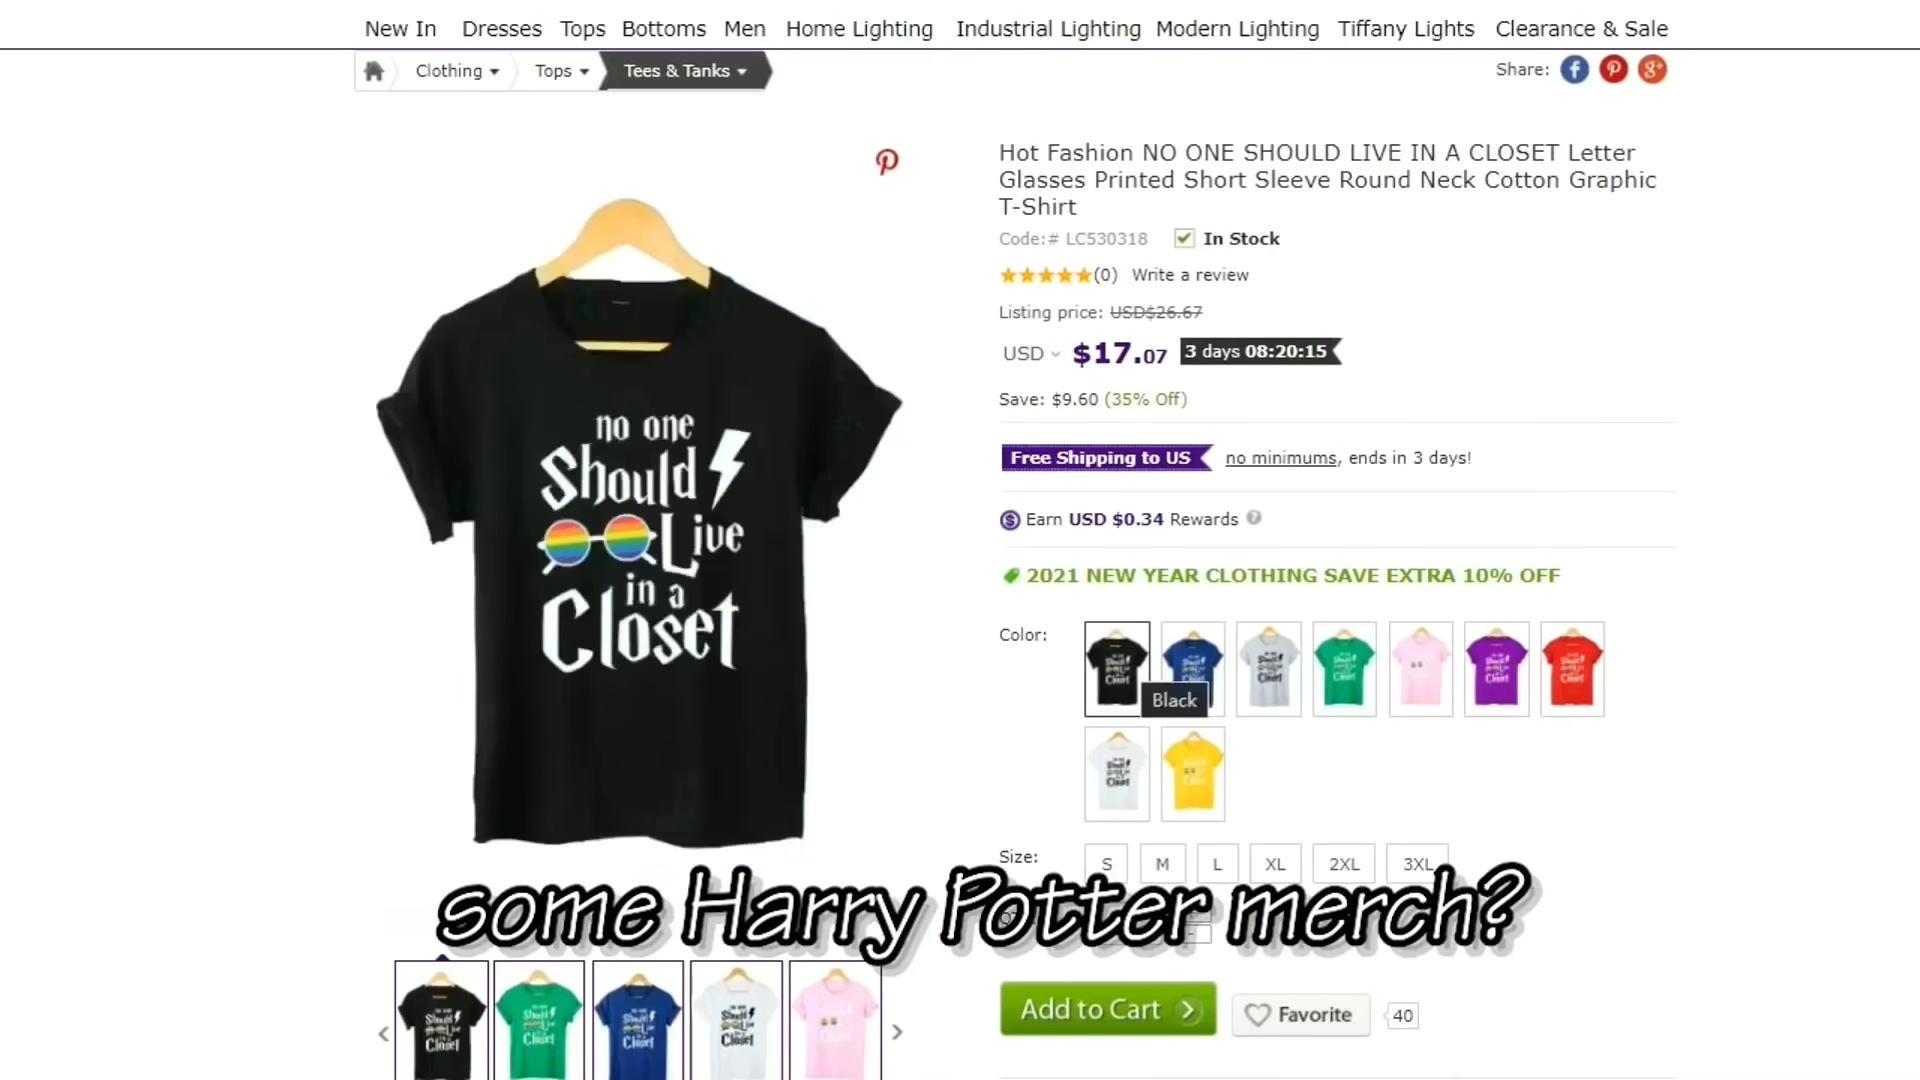 New In Dresses Tops Bottoms Men Home Lighting Industrial Lighting Modern Lighting Tiffany Lights Clearance & Sale
Clothing Tops Tees & Tanks
Share:
Hot Fashion NO ONE SHOULD LIVE IN A CLOSET Letter
Glasses Printed Short Sleeve Round Neck Cotton Graphic
T-Shirt
Code:# LC530318 In Stock
(0) Write a review
Listing price: USD$26.67
USD $17.07 3 days 08:20:15
Save: $9.60 (35% Off)
Free Shipping to US no minimums, ends in 3 days!
Earn USD $0.34 Rewards ?
2021 NEW YEAR CLOTHING SAVE EXTRA 10% OFF
no one
Should
Live
in a
Closet
Color:
Black
Size: S M L XL 2XL 3XL
some Harry Potter merch?
Add to Cart Favorite 40